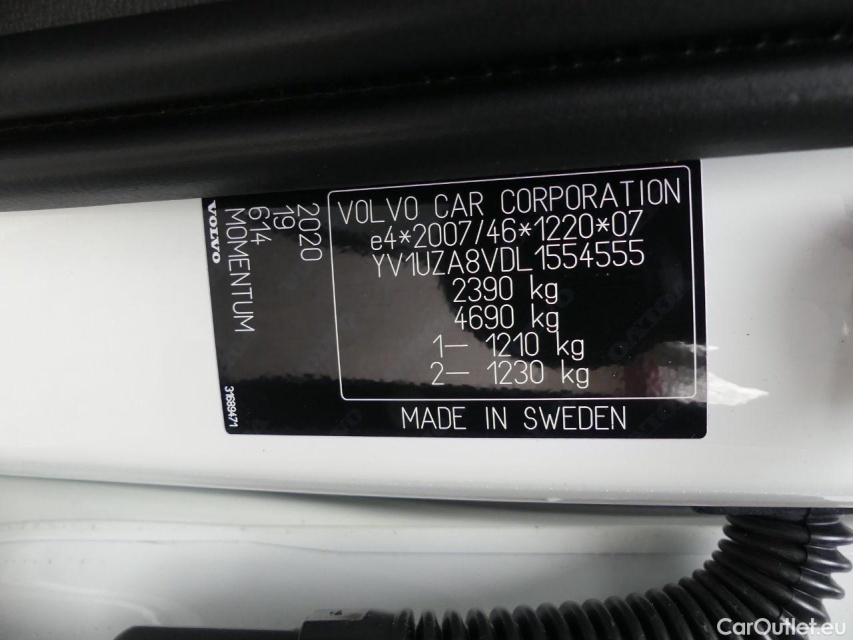 VOLVO CAR CORPORATION
e4*2007/46*1220*07
YV1UZA8VDL1554555
2390 kg
4690 kg
1– 1210 kg
2– 1230 kg
MADE IN SWEDEN
2020
19
614
MOMENTUM
VOLVO
31689471
CarOutlet.eu